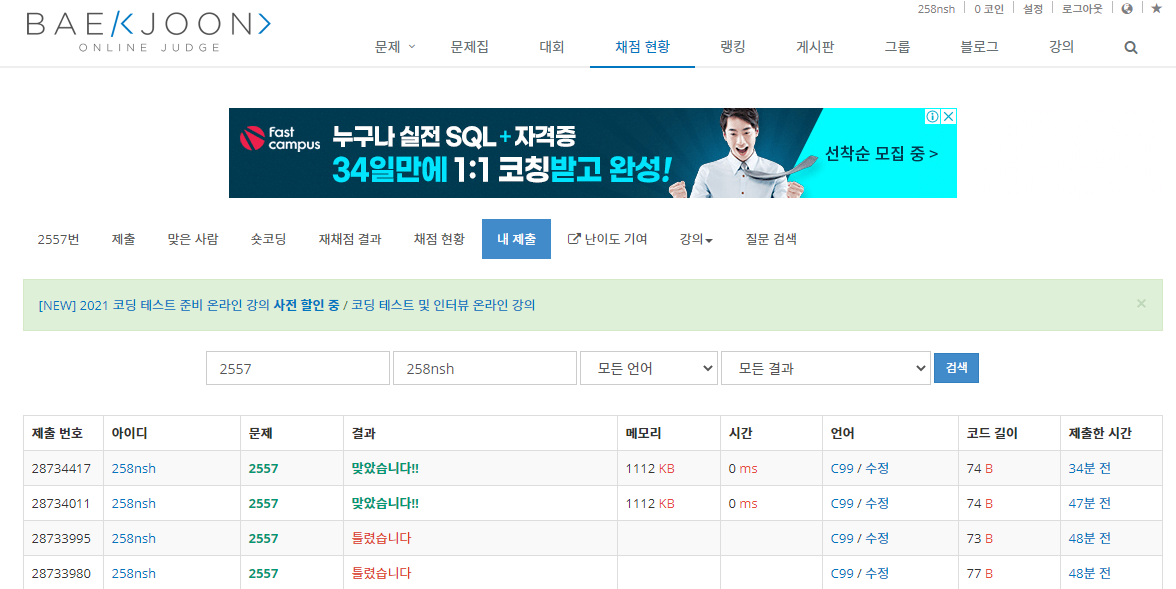 258nsh 0 코인 설정 로그아웃
BAEKJOON>
ONLINE JUDGE
문제 문제집 대회 채점 현황 랭킹 게시판 그룹 블로그 강의
Fast campus
누구나 실전 SQL+자격증
34일만에 1:1 코칭받고 완성!
선착순 모집 중 >
2557번 제출 맞은 사람 숏코딩 재채점 결과 채점 현황 내 제출 난이도 기여 강의 질문 검색
[NEW] 2021 코딩 테스트 준비 온라인 강의 사전 할인 중 / 코딩 테스트 및 인터뷰 온라인 강의 ×
2557 258nsh 모든 언어 모든 결과 검색
제출 번호 아이디 문제 결과 메모리 시간 언어 코드 길이 제출한 시간
28734417 258nsh 2557 맞았습니다!! 1112 KB 0 ms C99 / 수정 74 B 34분 전
28734011 258nsh 2557 맞았습니다!! 1112 KB 0 ms C99 / 수정 74 B 47분 전
28733995 258nsh 2557 틀렸습니다 C99 / 수정 73 B 48분 전
28733980 258nsh 2557 틀렸습니다 C99 / 수정 77 B 48분 전